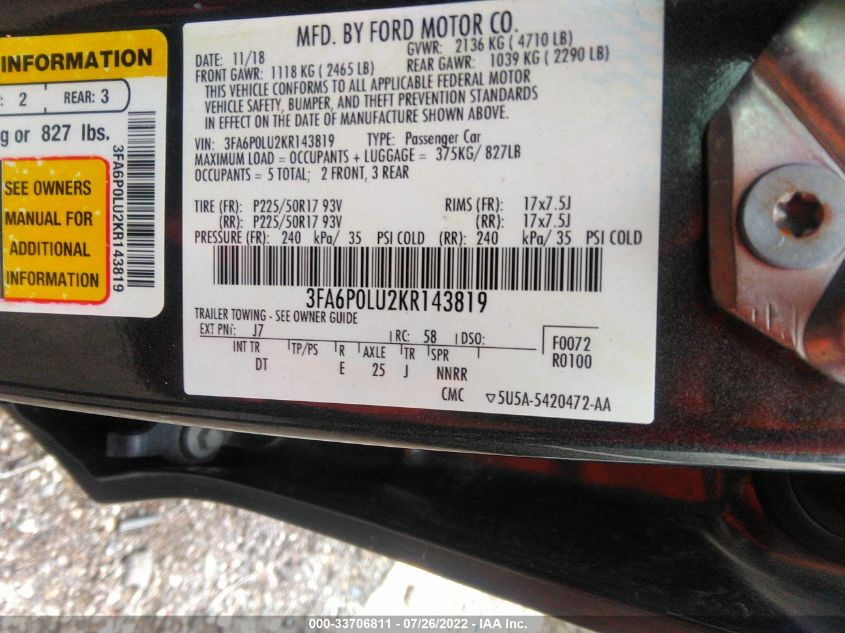 INFORMATION
: 2 REAR: 3
g or 827 lbs.
SEE OWNERS
MANUAL FOR
ADDITIONAL
INFORMATION
3FA6P0LU2KR143819
MFD. BY FORD MOTOR CO.
DATE: 11/18 GVWR: 2136 KG ( 4710 LB)
FRONT GAWR: 1118 KG ( 2465 LB) REAR GAWR: 1039 KG ( 2290 LB)
THIS VEHICLE CONFORMS TO ALL APPLICABLE FEDERAL MOTOR
VEHICLE SAFETY, BUMPER, AND THEFT PREVENTION STANDARDS
IN EFFECT ON THE DATE OF MANUFACTURE SHOWN ABOVE.
VIN: 3FA6P0LU2KR143819 TYPE: Passenger Car
MAXIMUM LOAD = OCCUPANTS + LUGGAGE = 375KG/ 827LB
OCCUPANTS = 5 TOTAL; 2 FRONT, 3 REAR
TIRE (FR): P225/50R17 93V RIMS (FR): 17x7.5J
(RR): P225/50R17 93V (RR): 17x7.5J
PRESSURE (FR): 240 kPa/ 35 PSI COLD (RR): 240 kPa/ 35 PSI COLD
3FA6P0LU2KR143819
TRAILER TOWING - SEE OWNER GUIDE
EXT PNT: J7 RC: 58 DSO:
INT TR TP/PS R AXLE TR SPR
DT E 25 J NNRR
F0072
R0100
CMC ▽5U5A-5420472-AA
000-33706811 - 07/26/2022 - IAA Inc.